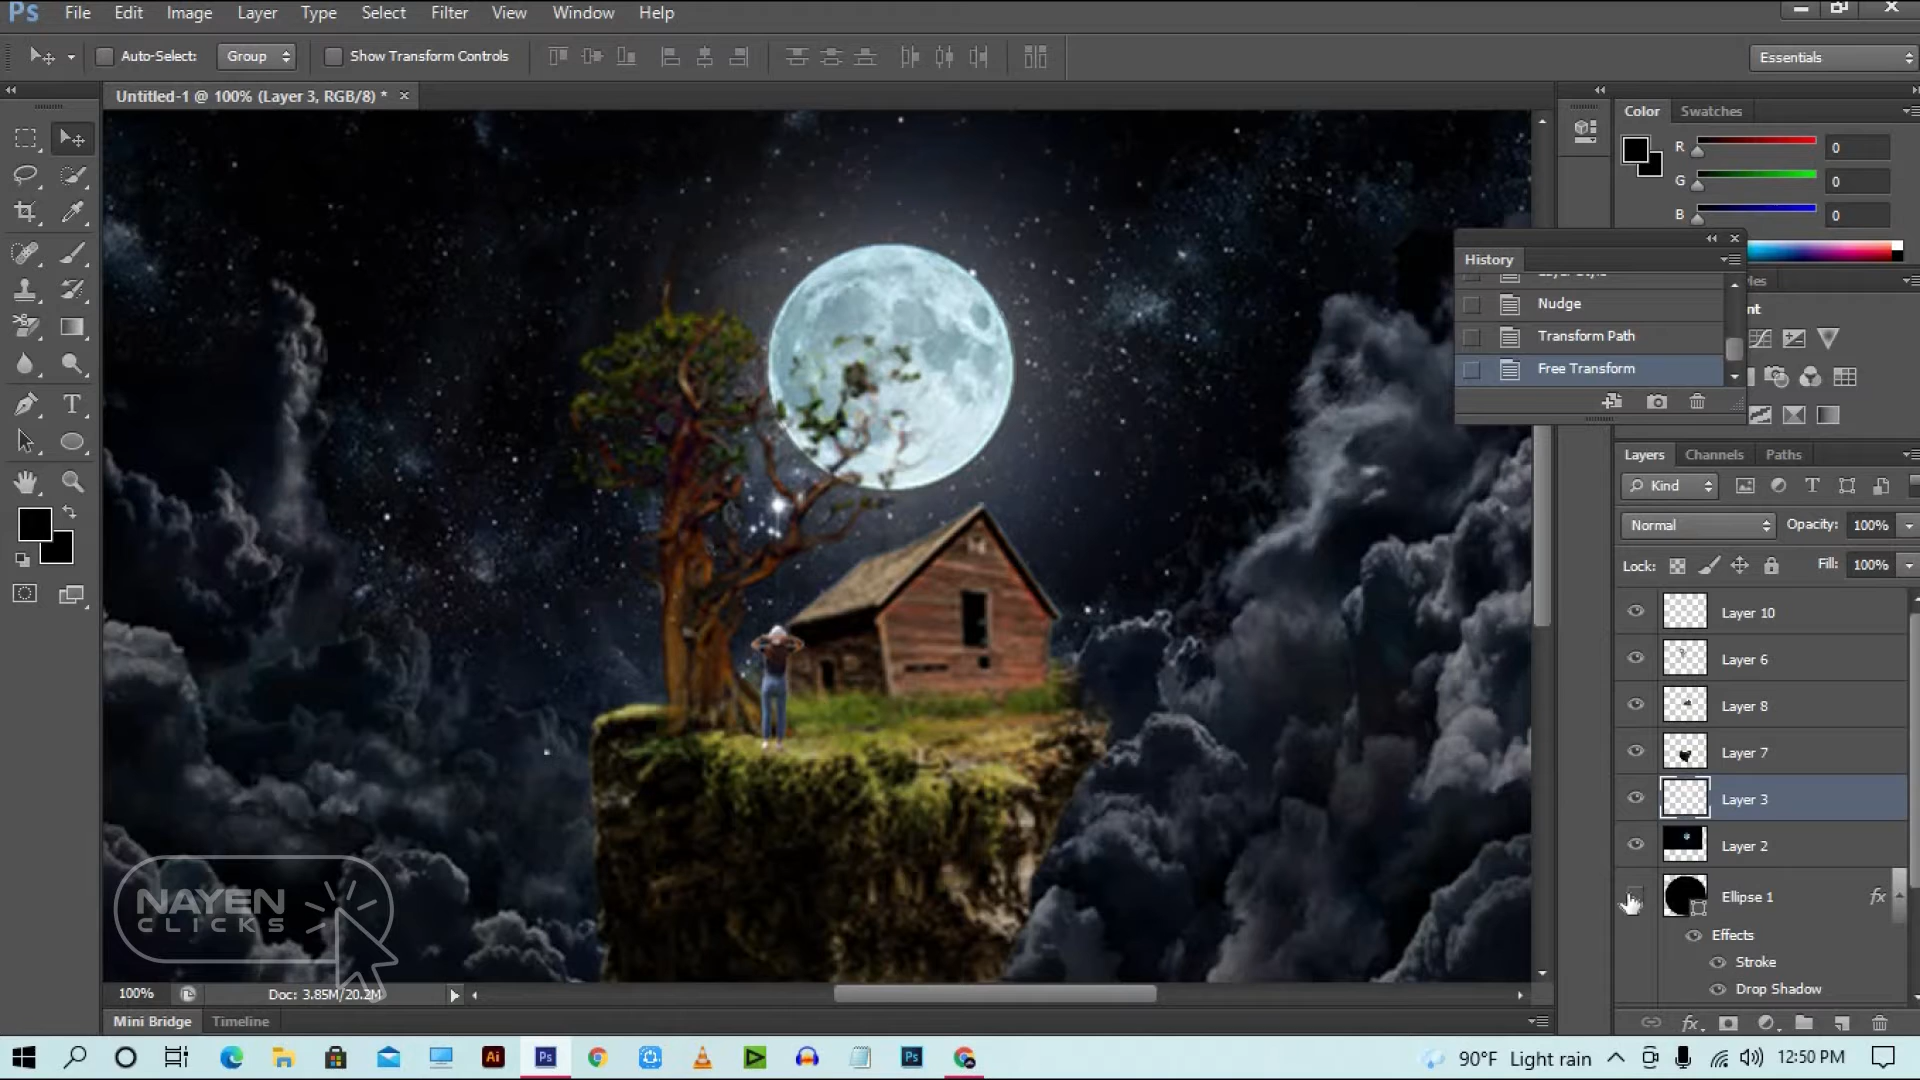 Ps File Edit Image Layer Type Select Filter View Window Help
Auto-Select: Group Show Transform Controls Essentials
Untitled-1 @ 100% (Layer 3, RGB/8) *
Color Swatches
R 0
G 0
B 0
History
Nudge
Transform Path
Free Transform
Layers Channels Paths
Kind
Normal Opacity: 100%
Lock: Fill: 100%
Layer 10
Layer 6
Layer 8
Layer 7
Layer 3
Layer 2
Ellipse 1 fx
Effects
Stroke
Drop Shadow
NAYEN
CLICKS
100% Doc: 3.85M/20.2M
Mini Bridge Timeline
90°F Light rain 12:50 PM